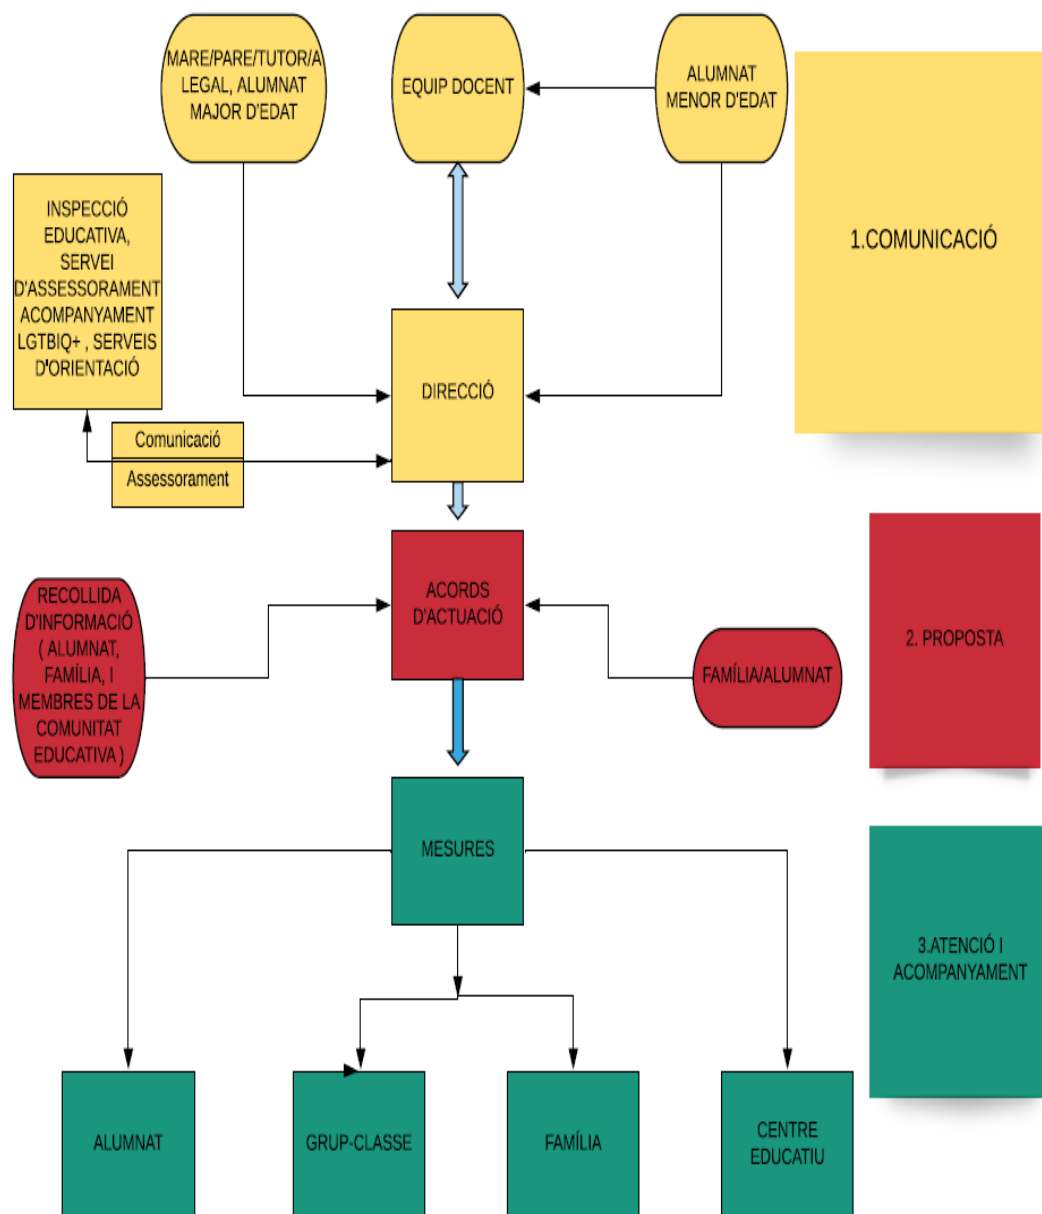 MARE/PARE/TUTOR/A
LEGAL, ALUMNAT
MAJOR D'EDAT
EQUIP DOCENT
ALUMNAT
MENOR D'EDAT
1.COMUNICACIÓ
INSPECCIÓ
EDUCATIVA,
SERVEI
D'ASSESSORAMENT
ACOMPANYAMENT
LGTBIQ+ , SERVEIS
D'ORIENTACIÓ
DIRECCIÓ
Comunicació
Assessorament
ACORDS
D'ACTUACIÓ
RECOLLIDA
D'INFORMACIÓ
( ALUMNAT,
FAMÍLIA, I
MEMBRES DE LA
COMUNITAT
EDUCATIVA )
FAMÍLIA/ALUMNAT
2. PROPOSTA
MESURES
3.ATENCIÓ I
ACOMPANYAMENT
ALUMNAT
GRUP-CLASSE
FAMÍLIA
CENTRE
EDUCATIU